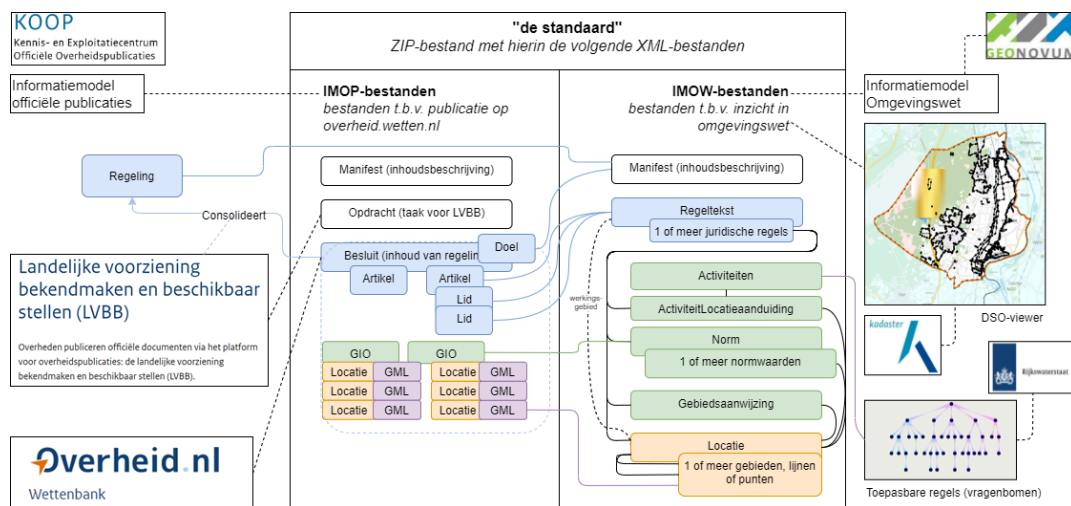 KOOP
Kennis- en Exploitatiecentrum
Officiële Overheidspublicaties
"de standaard"
ZIP-bestand met hierin de volgende XML-bestanden
GEONOVUM
Informatiemodel
officiële publicaties
IMOP-bestanden
bestanden t.b.v. publicatie op
overheid.wetten.nl
IMOW-bestanden
bestanden t.b.v. inzicht in
omgevingswet
Informatiemodel
Omgevingswet
Regeling
Consolideert
Manifest (inhoudsbeschrijving)
Opdracht (taak voor LVBB)
Doel
Besluit (inhoud van regelin
Artikel
Artikel
Lid
Lid
GIO
GIO
Locatie
GML
Locatie
GML
Locatie
GML
Locatie
GML
Locatie
GML
Locatie
GML
Manifest (inhoudsbeschrijving)
Regeltekst
1 of meer juridische regels
werkings-
gebied
Activiteiten
ActiviteitLocatieaanduiding
Norm
1 of meer normwaarden
Gebiedsaanwijzing
Locatie
1 of meer gebieden, lijnen
of punten
Landelijke voorziening
bekendmaken en beschikbaar
stellen (LVBB)
Overheden publiceren officiële documenten via het platform
voor overheidspublicaties: de landelijke voorziening
bekendmaken en beschikbaar stellen (LVBB).
Overheid.nl
Wettenbank
DSO-viewer
kadaster
Rijkswaterstaat
Toepasbare regels (vragenbomen)